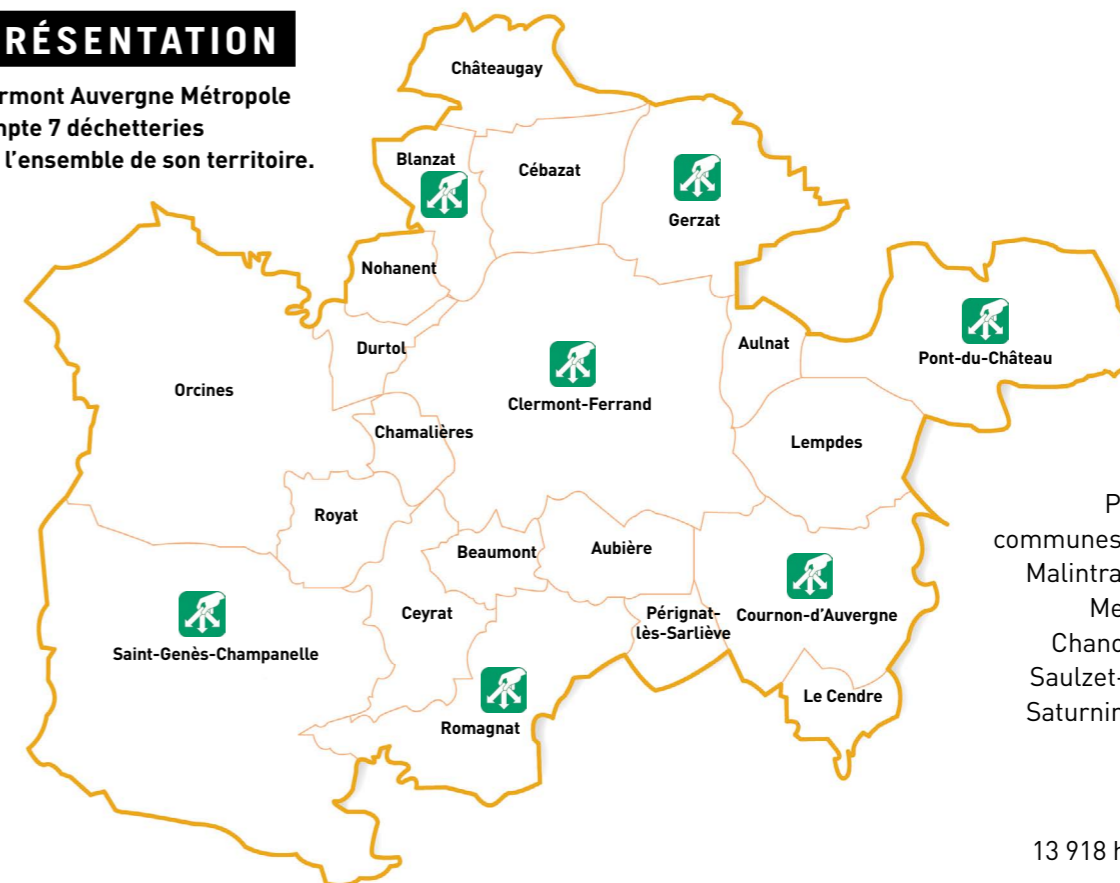 RÉSENTATION
rmont Auvergne Métropole
mpte 7 déchetteries
l'ensemble de son territoire.
Châteaugay
Blanzat
Cébazat
Gerzat
Nohanent
Durtol
Aulnat
Pont-du-Château
Orcines
Clermont-Ferrand
Chamalières
Lempdes
Royat
Beaumont
Aubière
Ceyrat
Pérignat-
lès-Sarliève
Cournon-d'Auvergne
Saint-Genès-Champanelle
Le Cendre
Romagnat
P
communes
Malintra
Me
Chano
Saulzet-
Saturnin
13 918 h